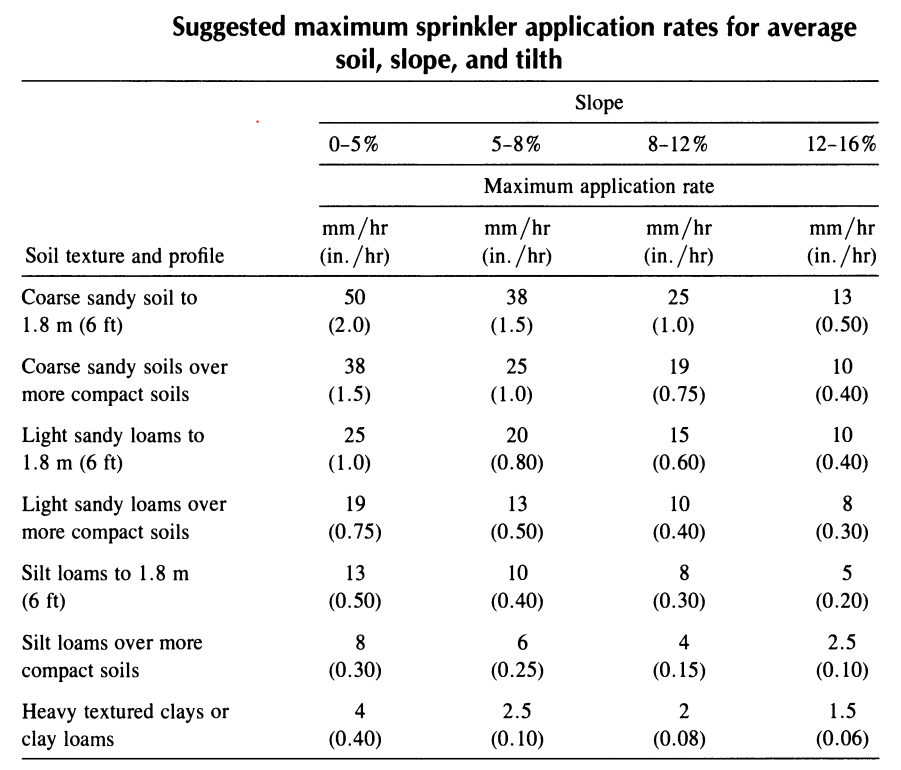 Suggested maximum sprinkler application rates for average
soil, slope, and tilth
Slope
0–5% 5–8% 8–12% 12–16%
Maximum application rate
mm/hr mm/hr mm/hr mm/hr
Soil texture and profile (in./hr) (in./hr) (in./hr) (in./hr)
Coarse sandy soil to 50 38 25 13
1.8 m (6 ft) (2.0) (1.5) (1.0) (0.50)
Coarse sandy soils over 38 25 19 10
more compact soils (1.5) (1.0) (0.75) (0.40)
Light sandy loams to 25 20 15 10
1.8 m (6 ft) (1.0) (0.80) (0.60) (0.40)
Light sandy loams over 19 13 10 8
more compact soils (0.75) (0.50) (0.40) (0.30)
Silt loams to 1.8 m 13 10 8 5
(6 ft) (0.50) (0.40) (0.30) (0.20)
Silt loams over more 8 6 4 2.5
compact soils (0.30) (0.25) (0.15) (0.10)
Heavy textured clays or 4 2.5 2 1.5
clay loams (0.40) (0.10) (0.08) (0.06)